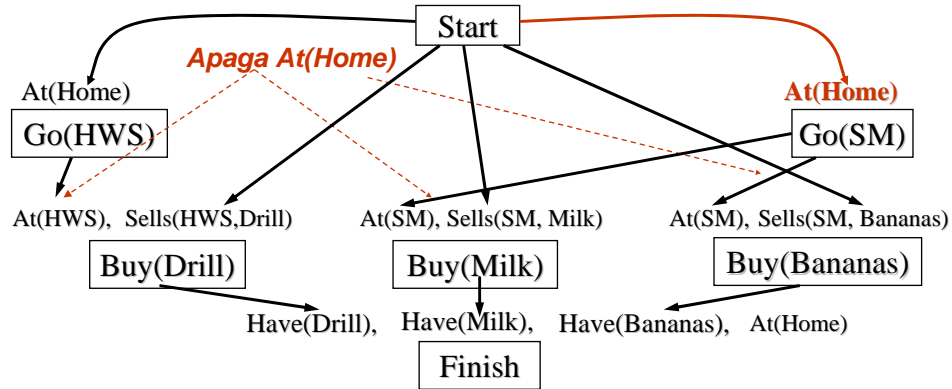 Start
Apaga At(Home)
At(Home)
At(Home)
Go(HWS)
Go(SM)
At(HWS), Sells(HWS,Drill)
At(SM), Sells(SM, Milk)
At(SM), Sells(SM, Bananas)
Buy(Drill)
Buy(Milk)
Buy(Bananas)
Have(Drill), Have(Milk), Have(Bananas), At(Home)
Finish